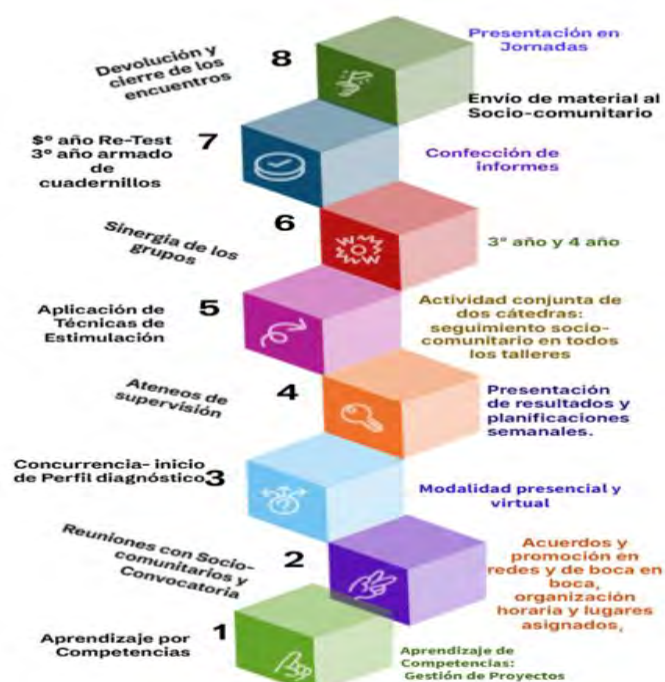 Devolución y
cierre de los
encuentros
8
Presentación en
Jornadas
Envío de material al
Socio-comunitario
$º año Re-Test
3º año armado
de
cuadernillos
7
Confección de
informes
Sinergia de los
grupos
6
3º año y 4 año
Aplicación de
Técnicas de
Estimulación
5
Actividad conjunta de
dos cátedras:
seguimiento socio-
comunitario en todos
los talleres
Ateneos de
supervisión
4
Presentación
de resultados y
planificaciones
semanales.
Concurrencia- inicio
de Perfil diagnóstico
3
Modalidad presencial y
virtual
Reuniones con Socio-
comunitarios y
Convocatoria
2
Acuerdos y
promoción en
redes y de boca en
boca,
organización
horaria y lugares
asignados,
Aprendizaje por
Competencias
1
Aprendizaje de
Competencias:
Gestión de Proyectos